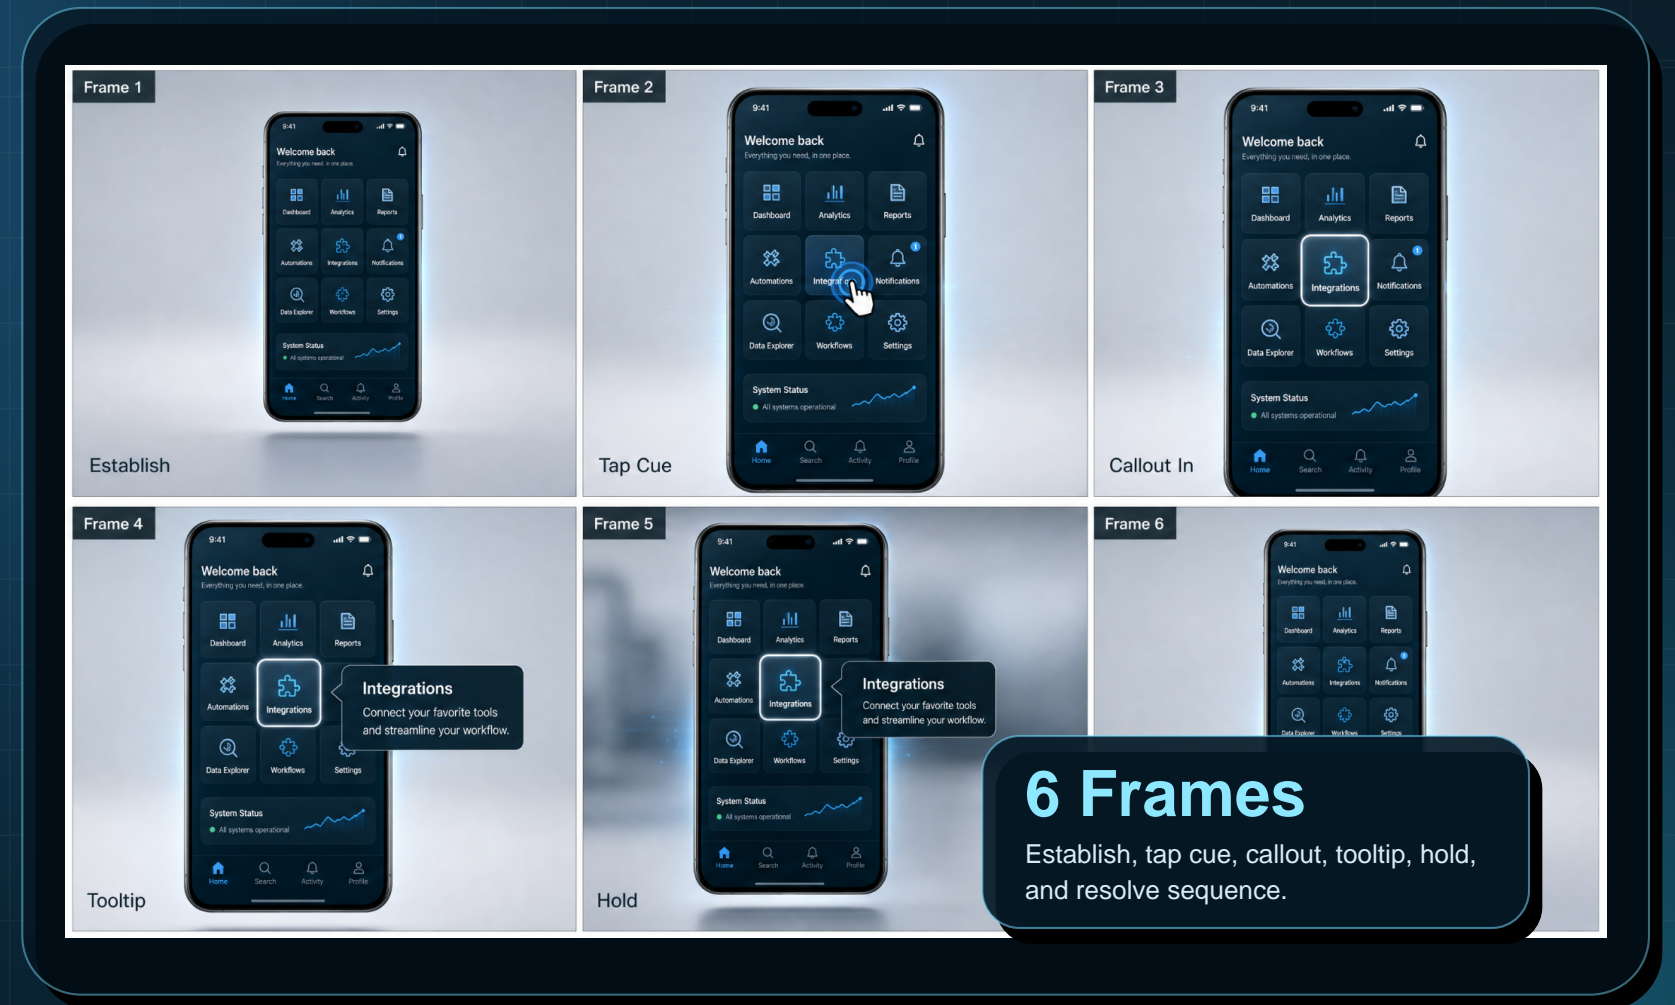 Frame 1
9:41
Welcome back
Everything you need, in one place.
Dashboard
Analytics
Reports
Automations
Integrations
Notifications
Data Explorer
Workflows
Settings
System Status
All systems operational
Home
Search
Activity
Profile
Establish
Frame 2
9:41
Welcome back
Everything you need, in one place.
Dashboard
Analytics
Reports
1
Automations
Notifications
Data Explorer
Workflows
Settings
System Status
All systems operational
Home
Search
Activity
Profile
Tap Cue
Frame 3
9:41
Welcome back
Everything you need, in one place.
Dashboard
Analytics
Reports
1
Automations
Integrations
Notifications
Data Explorer
Workflows
Settings
System Status
All systems operational
Home
Search
Activity
Profile
Callout In
Frame 4
9:41
Welcome back
Everything you need, in one place.
Dashboard
Analytics
Reports
Automations
Integrations
Integrations
Connect your favorite tools
and streamline your workflow.
Data Explorer
Workflows
Settings
System Status
All systems operational
Home
Search
Activity
Profile
Tooltip
Frame 5
9:41
Welcome back
Everything you need, in one place.
Dashboard
Analytics
Reports
Automations
Integrations
Integrations
Connect your favorite tools
and streamline your workflow.
Data Explorer
Workflows
Settings
System Status
All systems operational
Home
Search
Activity
Profile
Hold
Frame 6
9:41
Welcome back
Everything you need, in one place.
Dashboard
Analytics
Reports
Automations
Integrations
Notifications
Data Explorer
Workflows
Settings
6 Frames
Establish, tap cue, callout, tooltip, hold,
and resolve sequence.